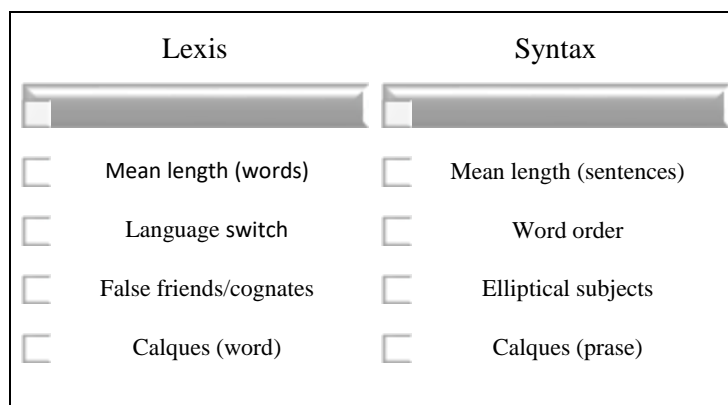 Lexis
Mean length (words)
Language switch
False friends/cognates
Calques (word)
Syntax
Mean length (sentences)
Word order
Elliptical subjects
Calques (prase)